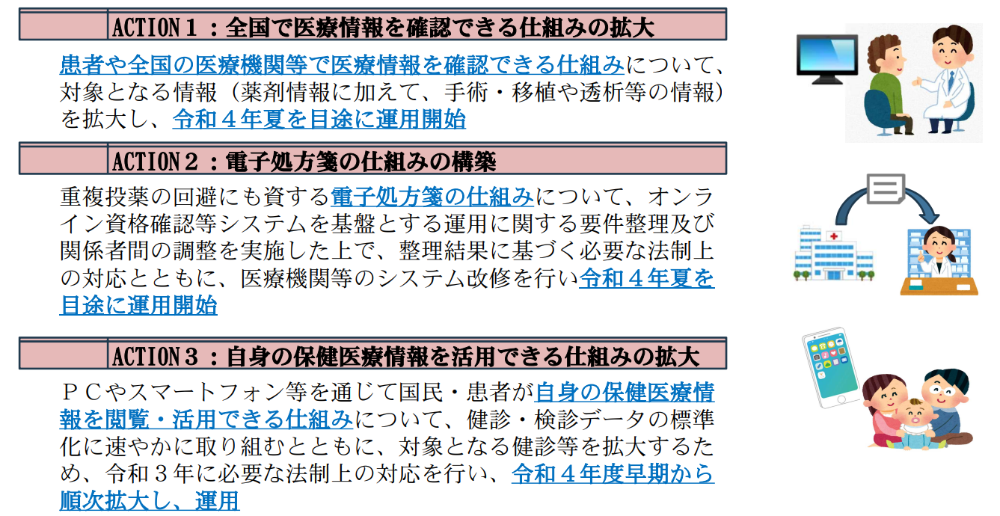 ACTION１：全国で医療情報を確認できる仕組みの拡大
患者や全国の医療機関等で医療情報を確認できる仕組みについて、
対象となる情報（薬剤情報に加えて、手術・移植や透析等の情報）
を拡大し、令和４年夏を目途に運用開始
ACTION２：電子処方箋の仕組みの構築
重複投薬の回避にも資する電子処方箋の仕組みについて、オンラ
イン資格確認等システムを基盤とする運用に関する要件整理及び
関係者間の調整を実施した上で、整理結果に基づく必要な法制上
の対応とともに、医療機関等のシステム改修を行い令和４年夏を
目途に運用開始
ACTION３：自身の保健医療情報を活用できる仕組みの拡大
ＰＣやスマートフォン等を通じて国民・患者が自身の保健医療情
報を閲覧・活用できる仕組みについて、健診・検診データの標準
化に速やかに取り組むとともに、対象となる健診等を拡大するた
め、令和３年に必要な法制上の対応を行い、令和４年度早期から
順次拡大し、運用